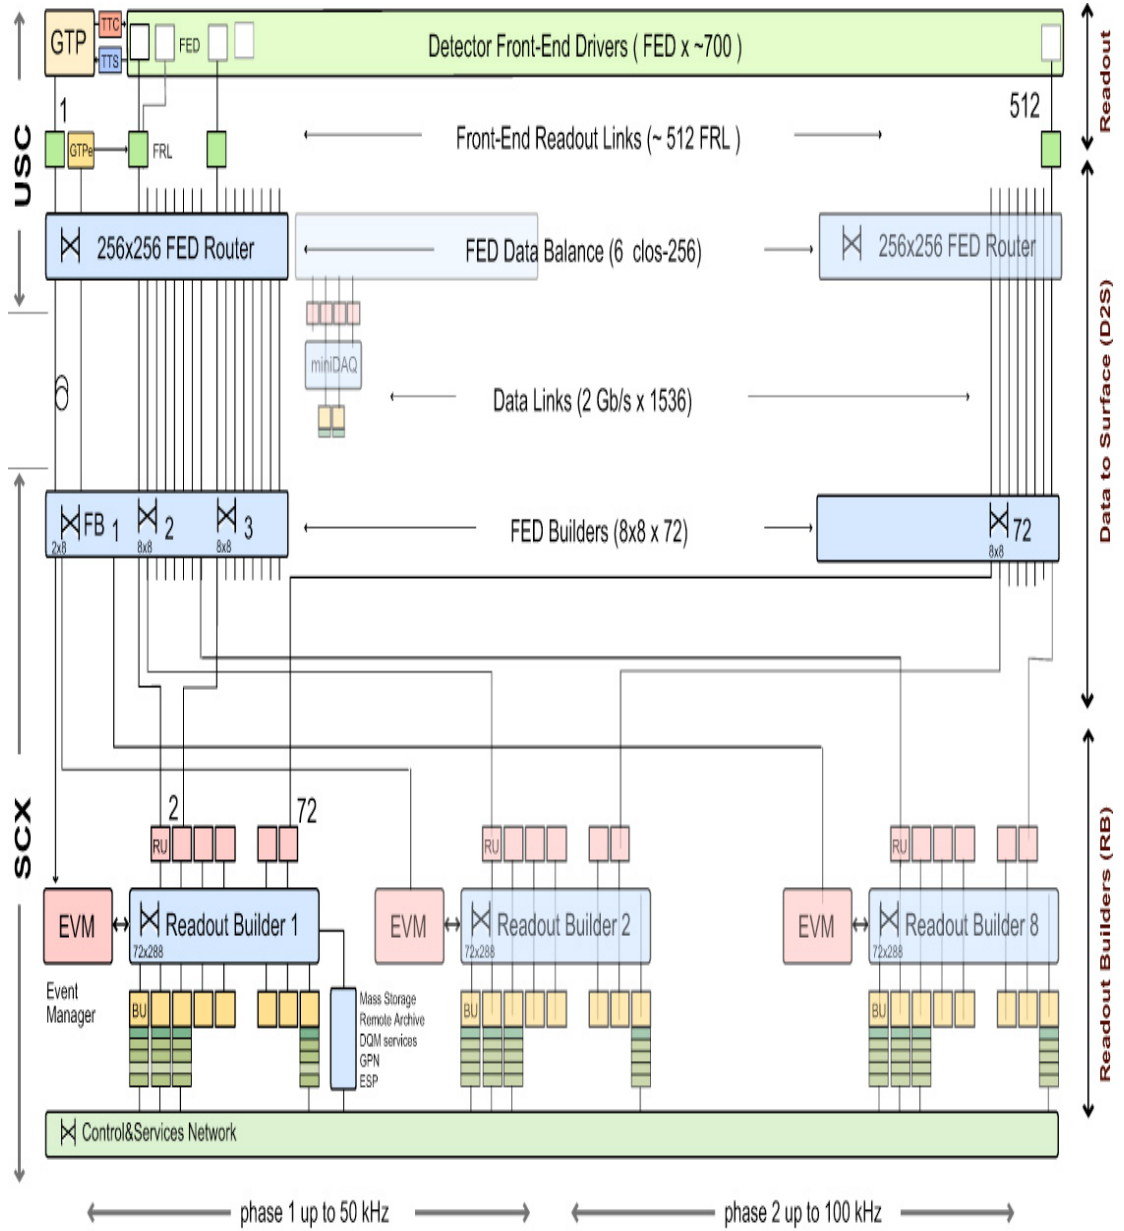 GTP
TTC
TTS
FED
Detector Front-End Drivers ( FED x ~700 )
Readout
1
512
GTPe
FRL
Front-End Readout Links (~ 512 FRL )
USC
256x256 FED Router
FED Data Balance (6 clos-256)
256x256 FED Router
miniDAQ
Data Links (2 Gb/s x 1536)
Data to Surface (D2S)
FB 1
2x8
2
8x8
3
8x8
FED Builders (8x8 x 72)
72
8x8
SCX
2
72
RU
RU
RU
EVM
Readout Builder 1
72x288
EVM
Readout Builder 2
72x288
EVM
Readout Builder 8
72x288
Readout Builders (RB)
Event
Manager
BU
Mass Storage
Remote Archive
DQM services
GPN
ESP
BU
BU
Control&Services Network
phase 1 up to 50 kHz
phase 2 up to 100 kHz